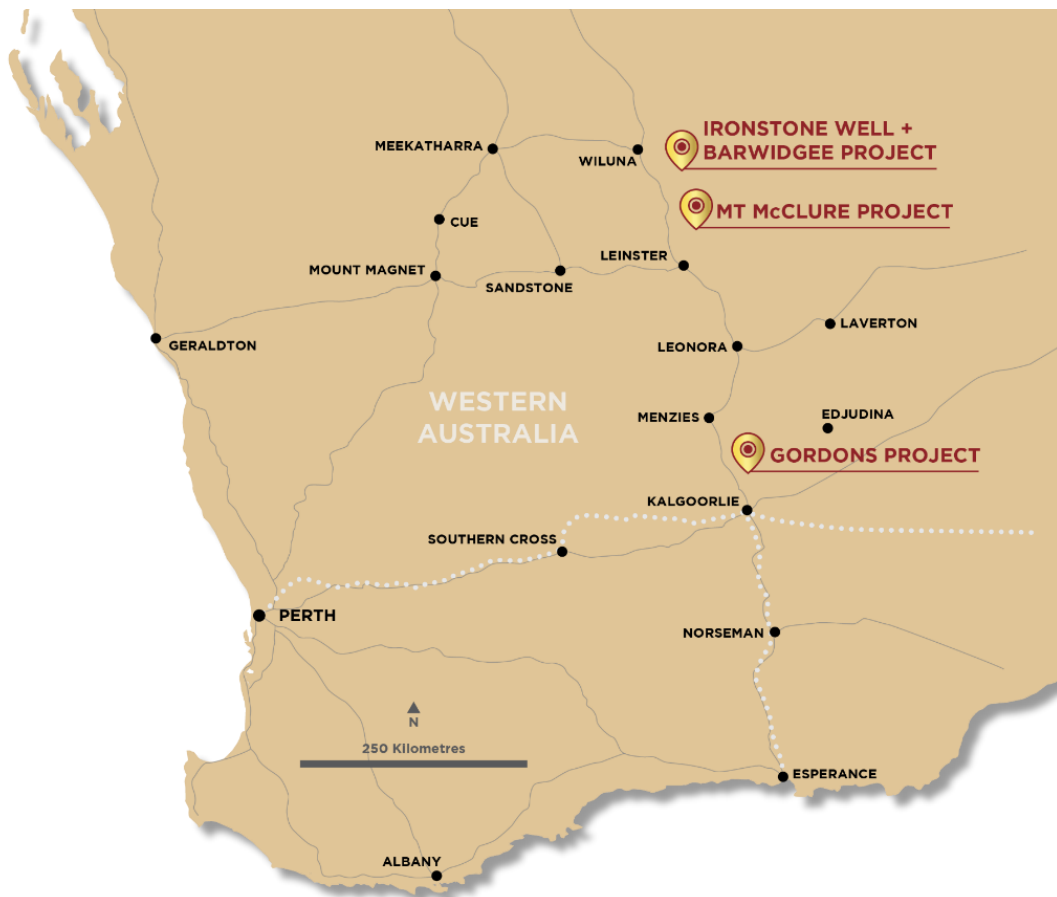 IRONSTONE WELL +
BARWIDGEE PROJECT
MEEKATHARRA
WILUNA
MT McCLURE PROJECT
CUE
LEINSTER
MOUNT MAGNET
SANDSTONE
LAVERTON
GERALDTON
LEONORA
WESTERN
AUSTRALIA
MENZIES
EDJUDINA
GORDONS PROJECT
KALGOORLIE
SOUTHERN CROSS
PERTH
NORSEMAN
N
250 Kilometres
ESPERANCE
ALBANY